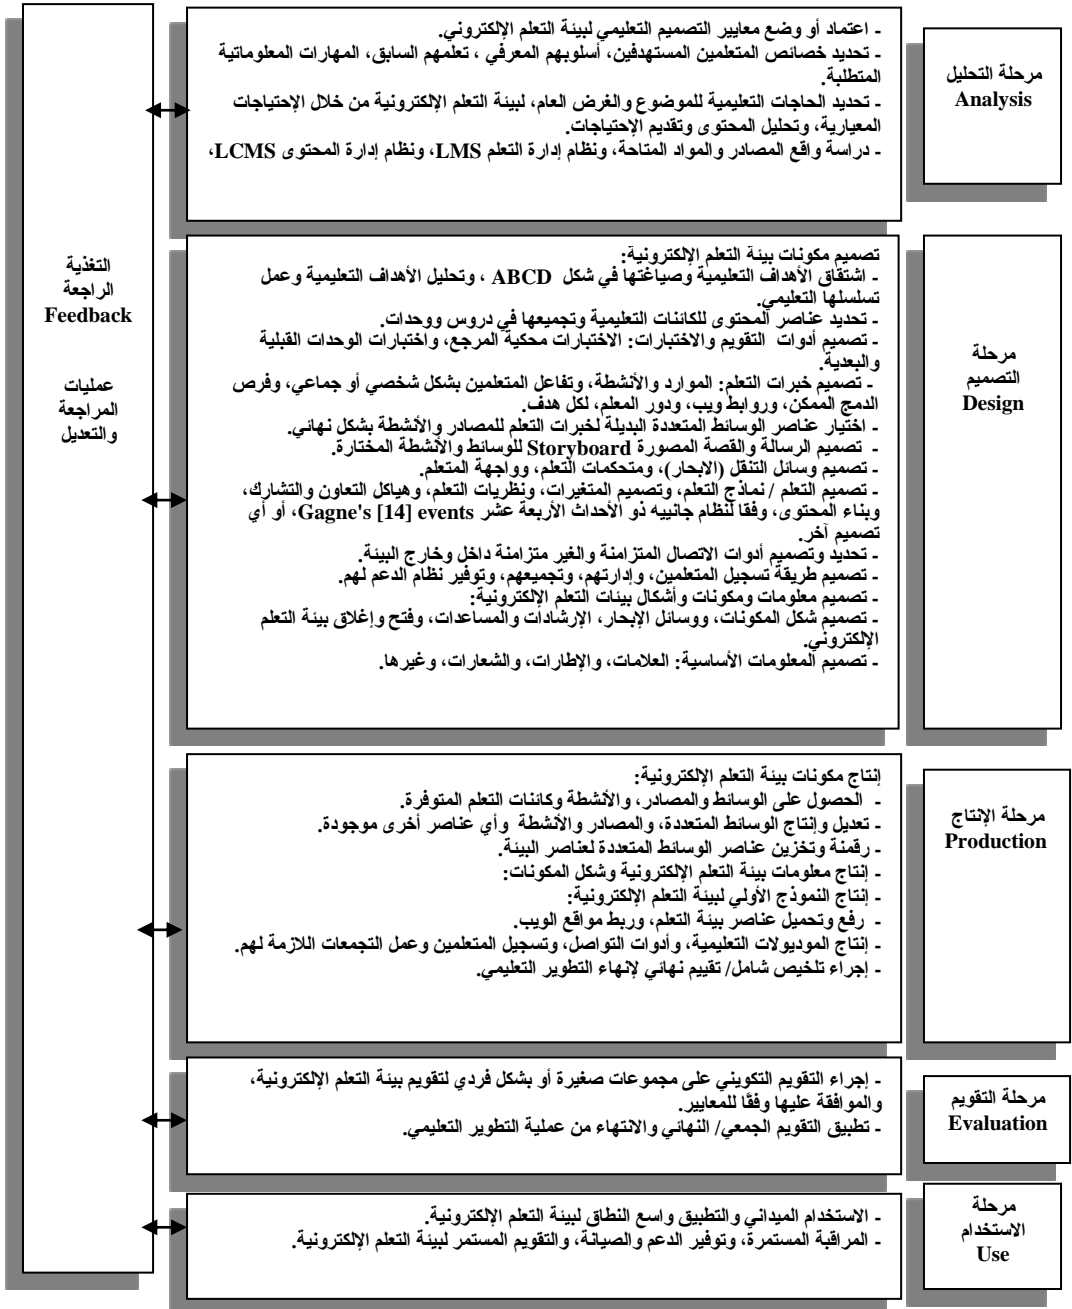 مرحلة التحليل
Analysis
- اعتماد أو وضع معايير التصميم التعليمي لبيئة التعلم الإلكتروني.
- تحديد خصائص المتعلمين المستهدفين، أسلوبهم المعرفي ، تعلمهم السابق، المهارات المعلوماتية
المتطلبة.
- تحديد الحاجات التعليمية للموضوع والغرض العام، لبيئة التعلم الإلكترونية من خلال الإحتياجات
المعيارية، وتحليل المحتوى وتقديم الإحتياجات.
- دراسة واقع المصادر والمواد المتاحة، ونظام إدارة التعلم LMS، ونظام إدارة المحتوى LCMS،
مرحلة
التصميم
Design
تصميم مكونات بيئة التعلم الإلكترونية:
- اشتقاق الأهداف التعليمية وصياغتها في شكل ABCD ، وتحليل الأهداف التعليمية وعمل
تسلسلها التعليمي.
- تحديد عناصر المحتوى للكائنات التعليمية وتجميعها في دروس ووحدات.
- تصميم أدوات التقويم والاختبارات: الاختبارات محكية المرجع، واختبارات الوحدات القبلية
والبعدية.
- تصميم خبرات التعلم: الموارد والأنشطة، وتفاعل المتعلمين بشكل شخصي أو جماعي، وفرص
الدمج الممكن، وروابط ويب، ودور المعلم، لكل هدف.
- اختيار عناصر الوسائط المتعددة البديلة لخبرات التعلم للمصادر والأنشطة بشكل نهائي.
- تصميم الرسالة والقصة المصورة Storyboard للوسائط والأنشطة المختارة.
- تصميم وسائل التنقل (الابحار)، ومتحكمات التعلم، وواجهة المتعلم.
- تصميم التعلم / نماذج التعلم، وتصميم المتغيرات، ونظريات التعلم، وهياكل التعاون والتشارك،
وبناء المحتوى، وفقا لنظام جانييه ذو الأحداث الأربعة عشر Gagne's [14] events، أو أي
تصميم آخر.
- تحديد وتصميم أدوات الاتصال المتزامنة والغير متزامنة داخل وخارج البيئة.
- تصميم طريقة تسجيل المتعلمين، وإدارتهم، وتجميعهم، وتوفير نظام الدعم لهم.
- تصميم معلومات ومكونات وأشكال بيئات التعلم الإلكترونية:
- تصميم شكل المكونات، ووسائل الإبحار، الإرشادات والمساعدات، وفتح وإغلاق بيئة التعلم
الإلكتروني.
- تصميم المعلومات الأساسية: العلامات، والإطارات، والشعارات، وغيرها.
مرحلة الإنتاج
Production
إنتاج مكونات بيئة التعلم الإلكترونية:
- الحصول على الوسائط والمصادر، والأنشطة وكائنات التعلم المتوفرة.
- تعديل وإنتاج الوسائط المتعددة، والمصادر والأنشطة وأي عناصر أخرى موجودة.
- رقمنة وتخزين عناصر الوسائط المتعددة لعناصر البيئة.
- إنتاج معلومات بيئة التعلم الإلكترونية وشكل المكونات:
- إنتاج النموذج الأولي لبيئة التعلم الإلكترونية:
- رفع وتحميل عناصر بيئة التعلم، وربط مواقع الويب.
- إنتاج الموديولات التعليمية، وأدوات التواصل، وتسجيل المتعلمين وعمل التجمعات اللازمة لهم.
- إجراء تلخيص شامل/ تقييم نهائي لإنهاء التطوير التعليمي.
مرحلة التقويم
Evaluation
- إجراء التقويم التكويني على مجموعات صغيرة أو بشكل فردي لتقويم بيئة التعلم الإلكترونية،
والموافقة عليها وفقًا للمعايير.
- تطبيق التقويم الجمعي/ النهائي والانتهاء من عملية التطوير التعليمي.
مرحلة
الاستخدام
Use
- الاستخدام الميداني والتطبيق واسع النطاق لبيئة التعلم الإلكترونية.
- المراقبة المستمرة، وتوفير الدعم والصيانة، والتقويم المستمر لبيئة التعلم الإلكترونية.
التغذية
الراجعة
Feedback
عمليات
المراجعة
والتعديل